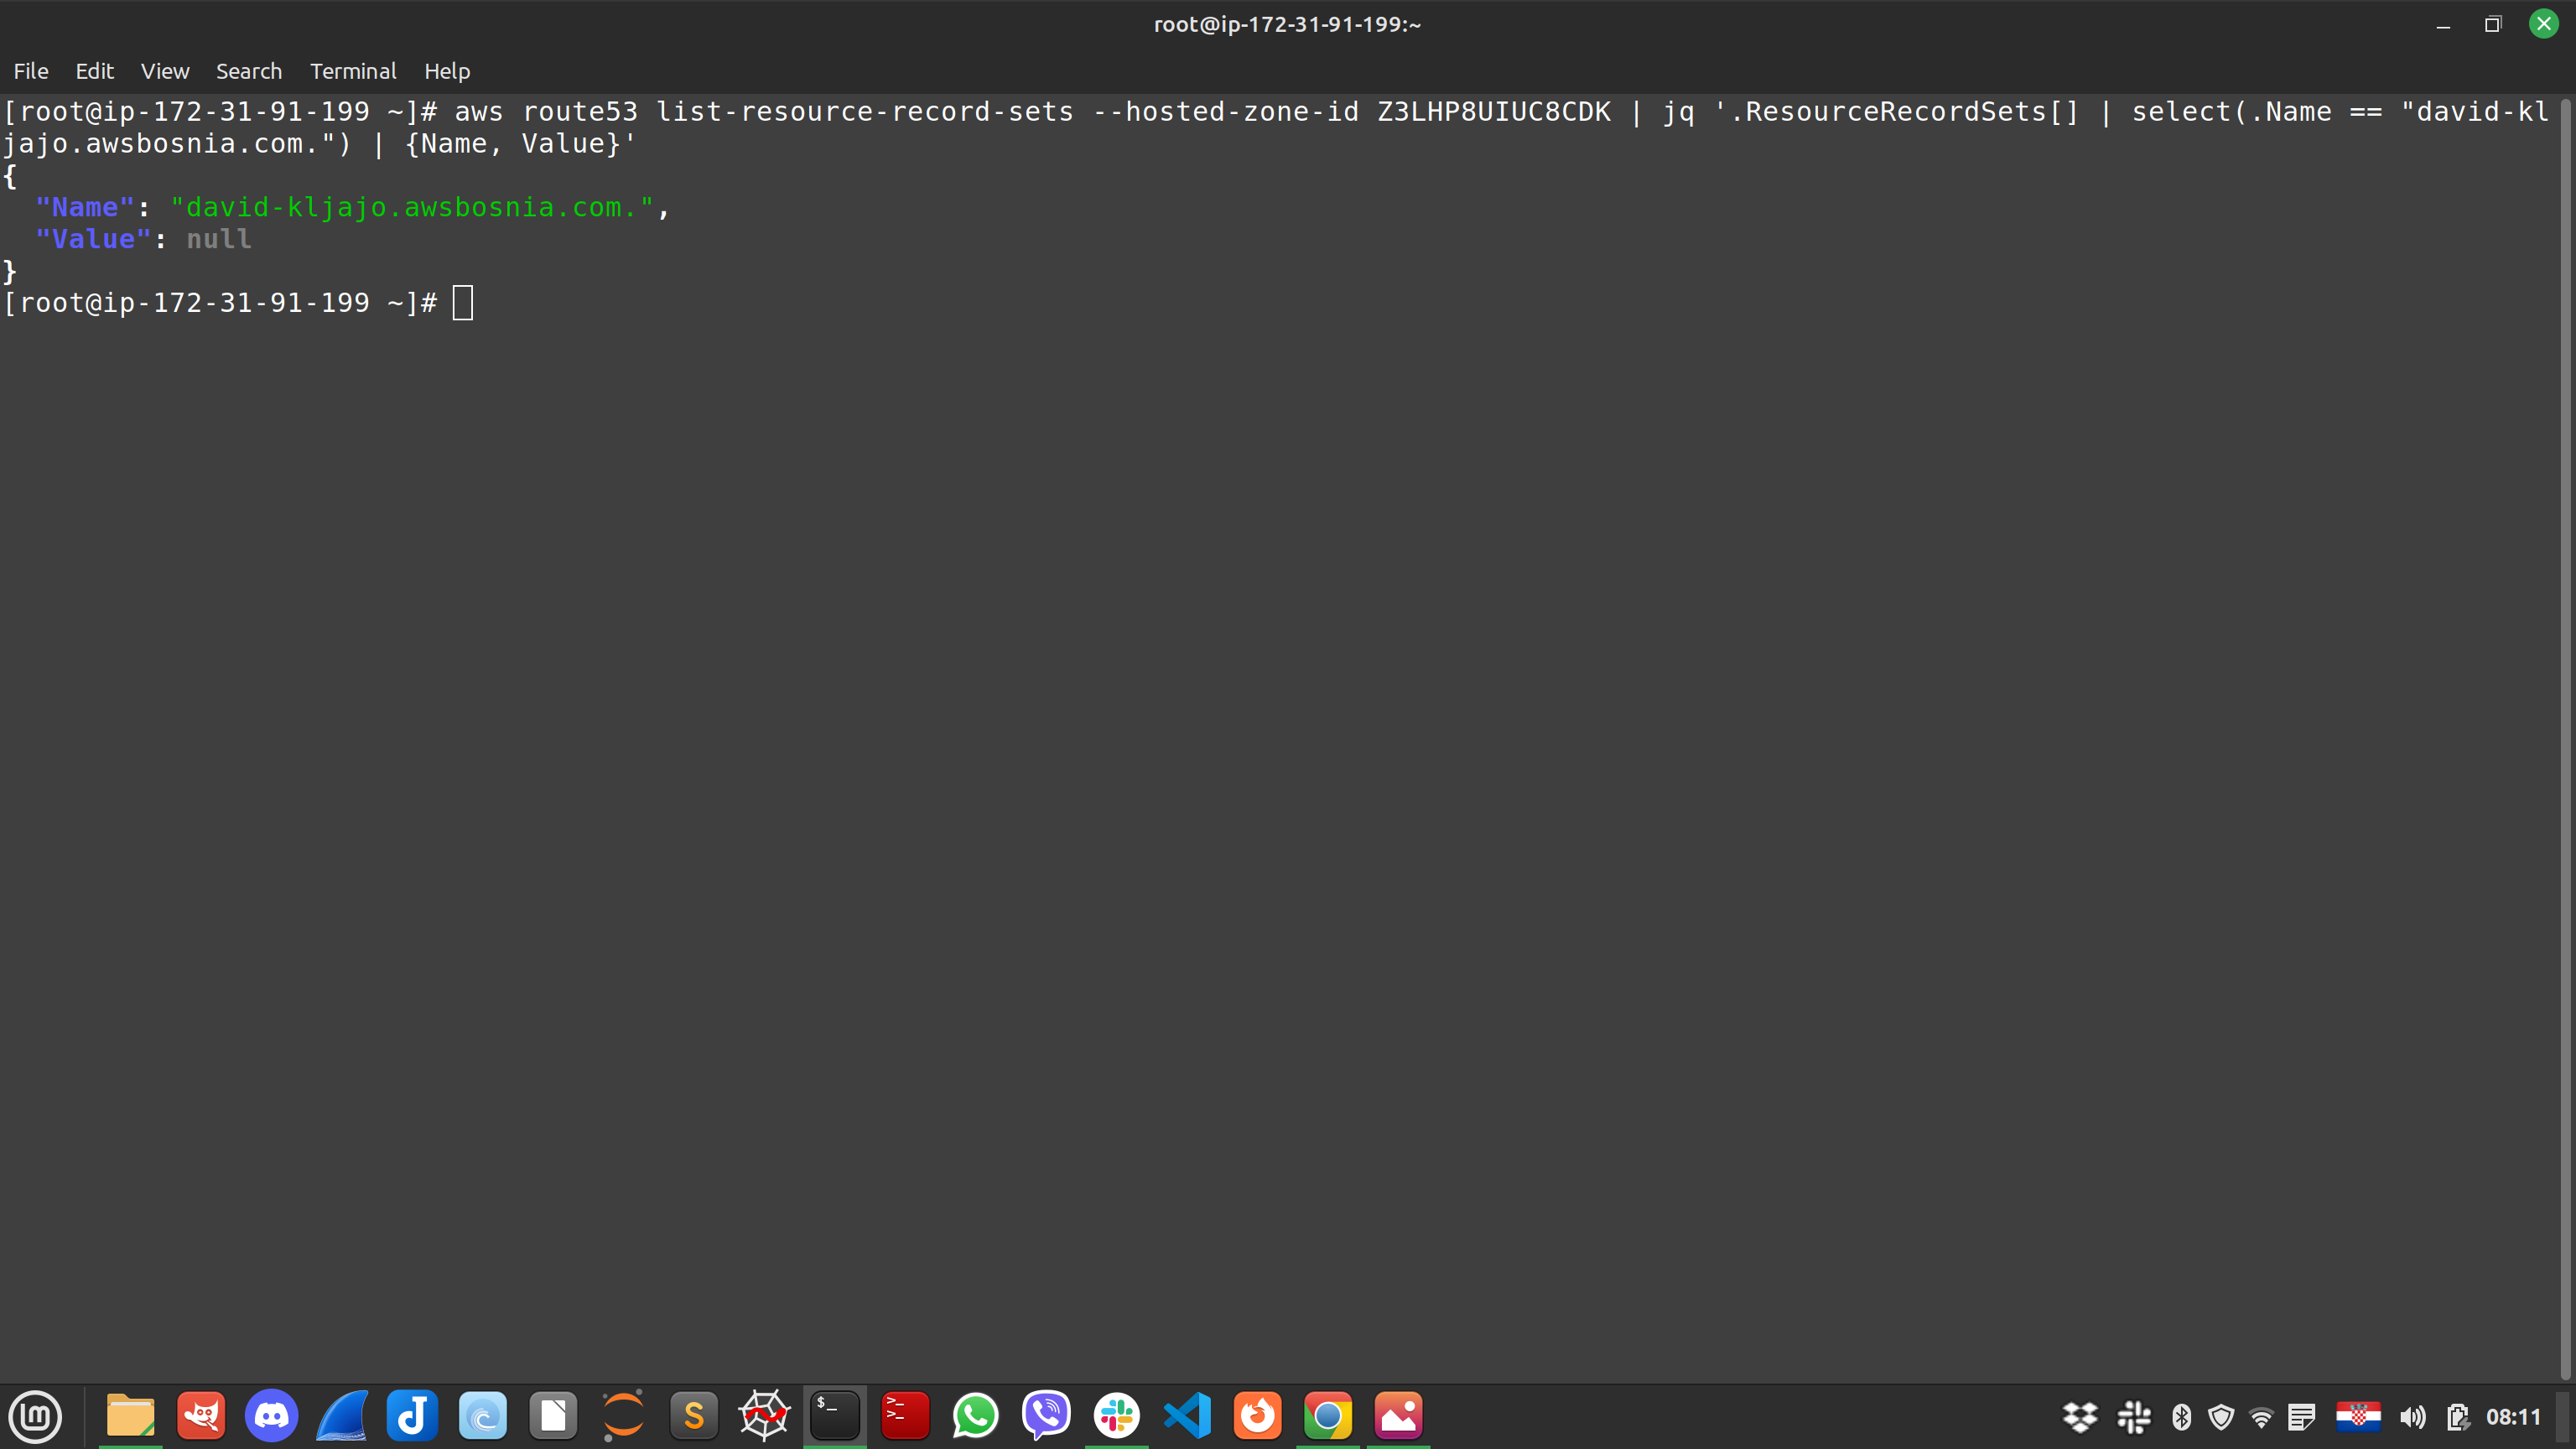 root@ip-172-31-91-199:~
File Edit View Search Terminal Help
[root@ip-172-31-91-199 ~]# aws route53 list-resource-record-sets --hosted-zone-id Z3LHP8UIUC8CDK | jq '.ResourceRecordSets[] | select(.Name == "david-kl
jajo.awsbosnia.com.") | {Name, Value}'
{
  "Name": "david-kljajo.awsbosnia.com.",
  "Value": null
}
[root@ip-172-31-91-199 ~]#
08:11